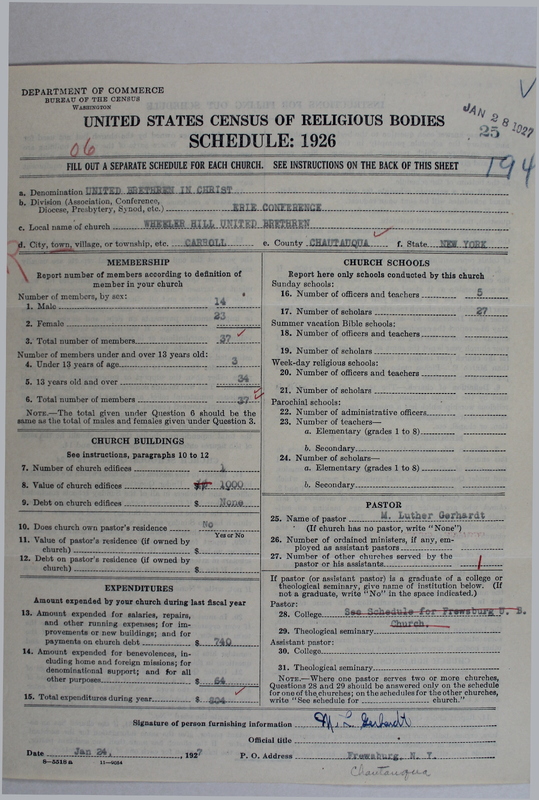 DEPARTMENT OF COMMERCE
BUREAU OF THE CENSUS
WASHINGTON
JAN 28 1927
25
UNITED STATES CENSUS OF RELIGIOUS BODIES
SCHEDULE: 1926
06
194
FILL OUT A SEPARATE SCHEDULE FOR EACH CHURCH. SEE INSTRUCTIONS ON THE BACK OF THIS SHEET
a. Denomination UNITED BRETHREN IN CHRIST
b. Division (Association, Conference,
Diocese, Presbytery, Synod, etc.) ERIE CONFERENCE
c. Local name of church WHEELER HILL UNITED BRETHREN
d. City, town, village, or township, etc. CARROLL e. County CHAUTAUQUA f. State NEW YORK
R
MEMBERSHIP
Report number of members according to definition of
member in your church
Number of members, by sex:
1. Male 14
2. Female 23
3. Total number of members 37
Number of members under and over 13 years old:
4. Under 13 years of age 3
5. 13 years old and over 34
6. Total number of members 37
NOTE.—The total given under Question 6 should be the
same as the total of males and females given under Question 3.
CHURCH BUILDINGS
See instructions, paragraphs 10 to 12
7. Number of church edifices 1
8. Value of church edifices $ 1000
9. Debt on church edifices $ None
10. Does church own pastor's residence No
Yes or No
11. Value of pastor's residence (if owned by
church) $
12. Debt on pastor's residence (if owned by
church) $
EXPENDITURES
Amount expended by your church during last fiscal year
13. Amount expended for salaries, repairs,
and other running expenses; for im-
provements or new buildings; and for
payments on church debt $ 740
14. Amount expended for benevolences, in-
cluding home and foreign missions; for
denominational support; and for all
other purposes $ 64
15. Total expenditures during year $ 804
CHURCH SCHOOLS
Report here only schools conducted by this church
Sunday schools:
16. Number of officers and teachers 5
17. Number of scholars 27
Summer vacation Bible schools:
18. Number of officers and teachers
19. Number of scholars
Week-day religious schools:
20. Number of officers and teachers
21. Number of scholars
Parochial schools:
22. Number of administrative officers
23. Number of teachers—
a. Elementary (grades 1 to 8)
b. Secondary
24. Number of scholars—
a. Elementary (grades 1 to 8)
b. Secondary
PASTOR
25. Name of pastor M. Luther Gerhardt
(If church has no pastor, write "None")
26. Number of ordained ministers, if any, em-
ployed as assistant pastors
27. Number of other churches served by the
pastor or his assistants 1
If pastor (or assistant pastor) is a graduate of a college or
theological seminary, give name of institution below. (If
not a graduate, write "No" in the space indicated.)
Pastor:
28. College See Schedule for Frewsburg U. B.
Church.
29. Theological seminary
Assistant pastor:
30. College
31. Theological seminary
NOTE.—Where one pastor serves two or more churches,
Questions 28 and 29 should be answered only on the schedule
for one of the churches; on the schedules for the other churches,
write "See schedule for church."
Signature of person furnishing information M. L. Gerhardt
Official title
Date Jan 24, 1927 P. O. Address Frewsburg, N. Y.
8—5518a 11—9054
Chautauqua